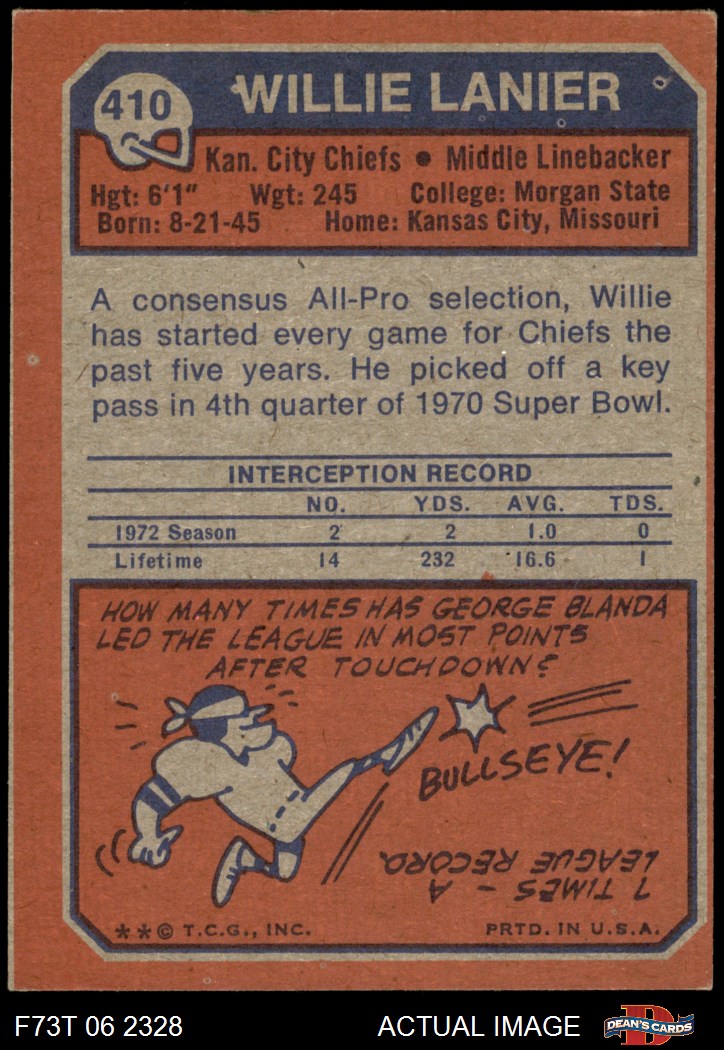 410
WILLIE LANIER
Kan. City Chiefs • Middle Linebacker
Hgt: 6'1" Wgt: 245 College: Morgan State
Born: 8-21-45 Home: Kansas City, Missouri
A consensus All-Pro selection, Willie
has started every game for Chiefs the
past five years. He picked off a key
pass in 4th quarter of 1970 Super Bowl.
INTERCEPTION RECORD
NO. YDS. AVG. TDS.
1972 Season 2 2 1.0 0
Lifetime 14 232 16.6 1
HOW MANY TIMES HAS GEORGE BLANDA
LED THE LEAGUE IN MOST POINTS
AFTER TOUCHDOWN?
BULLSEYE!
7 TIMES - A
LEAGUE RECORD.
**© T.C.G., INC. PRTD. IN U.S.A.
F73T 06 2328 ACTUAL IMAGE
D
DEAN'S CARDS